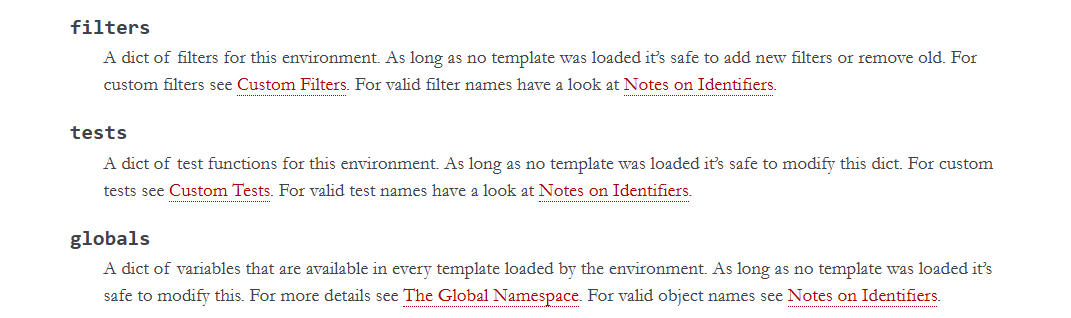 filters
A dict of filters for this environment. As long as no template was loaded it’s safe to add new filters or remove old. For
custom filters see Custom Filters. For valid filter names have a look at Notes on Identifiers.
tests
A dict of test functions for this environment. As long as no template was loaded it’s safe to modify this dict. For custom
tests see Custom Tests. For valid test names have a look at Notes on Identifiers.
globals
A dict of variables that are available in every template loaded by the environment. As long as no template was loaded it’s
safe to modify this. For more details see The Global Namespace. For valid object names see Notes on Identifiers.